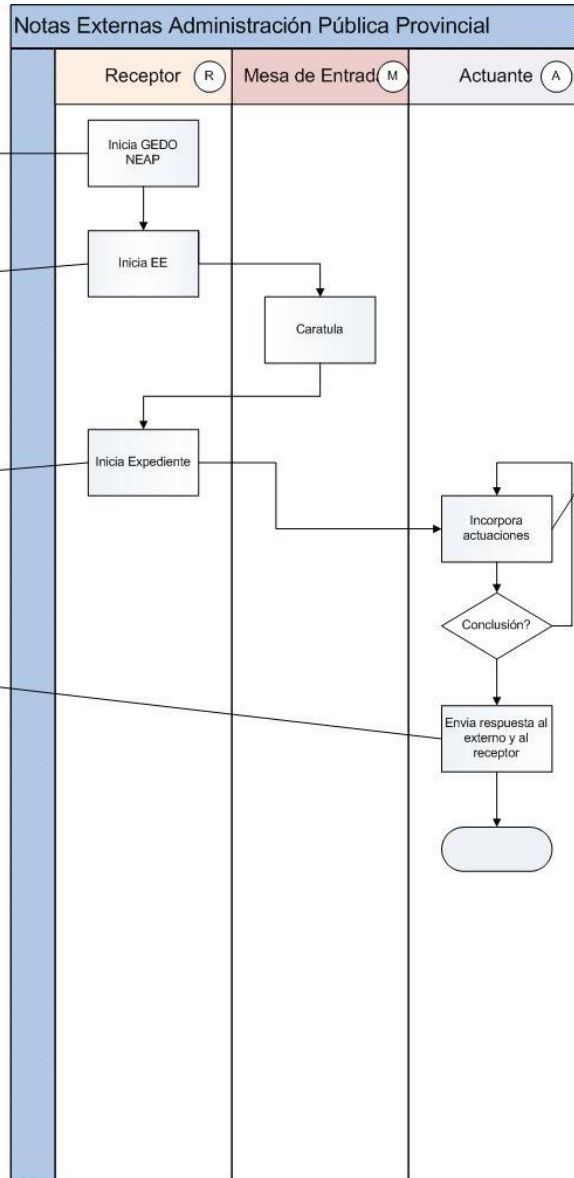 Notas Externas Administración Pública Provincial
Receptor R
Mesa de Entrada M
Actuante A
Inicia GEDO
NEAP
Inicia EE
Caratula
Inicia Expediente
Incorpora
actuaciones
Conclusión?
Envia respuesta al
externo y al
receptor